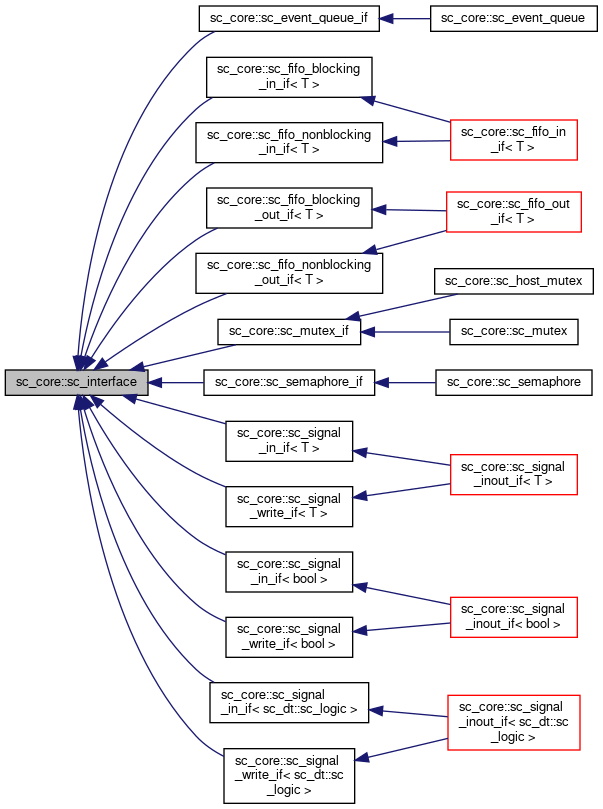 sc_core::sc_event_queue_if
sc_core::sc_event_queue
sc_core::sc_fifo_blocking
_in_if< T >
sc_core::sc_fifo_nonblocking
_in_if< T >
sc_core::sc_fifo_in
_if< T >
sc_core::sc_fifo_blocking
_out_if< T >
sc_core::sc_fifo_out
_if< T >
sc_core::sc_fifo_nonblocking
_out_if< T >
sc_core::sc_host_mutex
sc_core::sc_mutex_if
sc_core::sc_mutex
sc_core::sc_interface
sc_core::sc_semaphore_if
sc_core::sc_semaphore
sc_core::sc_signal
_in_if< T >
sc_core::sc_signal
_inout_if< T >
sc_core::sc_signal
_write_if< T >
sc_core::sc_signal
_in_if< bool >
sc_core::sc_signal
_inout_if< bool >
sc_core::sc_signal
_write_if< bool >
sc_core::sc_signal
_in_if< sc_dt::sc_logic >
sc_core::sc_signal
_inout_if< sc_dt::sc
_logic >
sc_core::sc_signal
_write_if< sc_dt::sc
_logic >